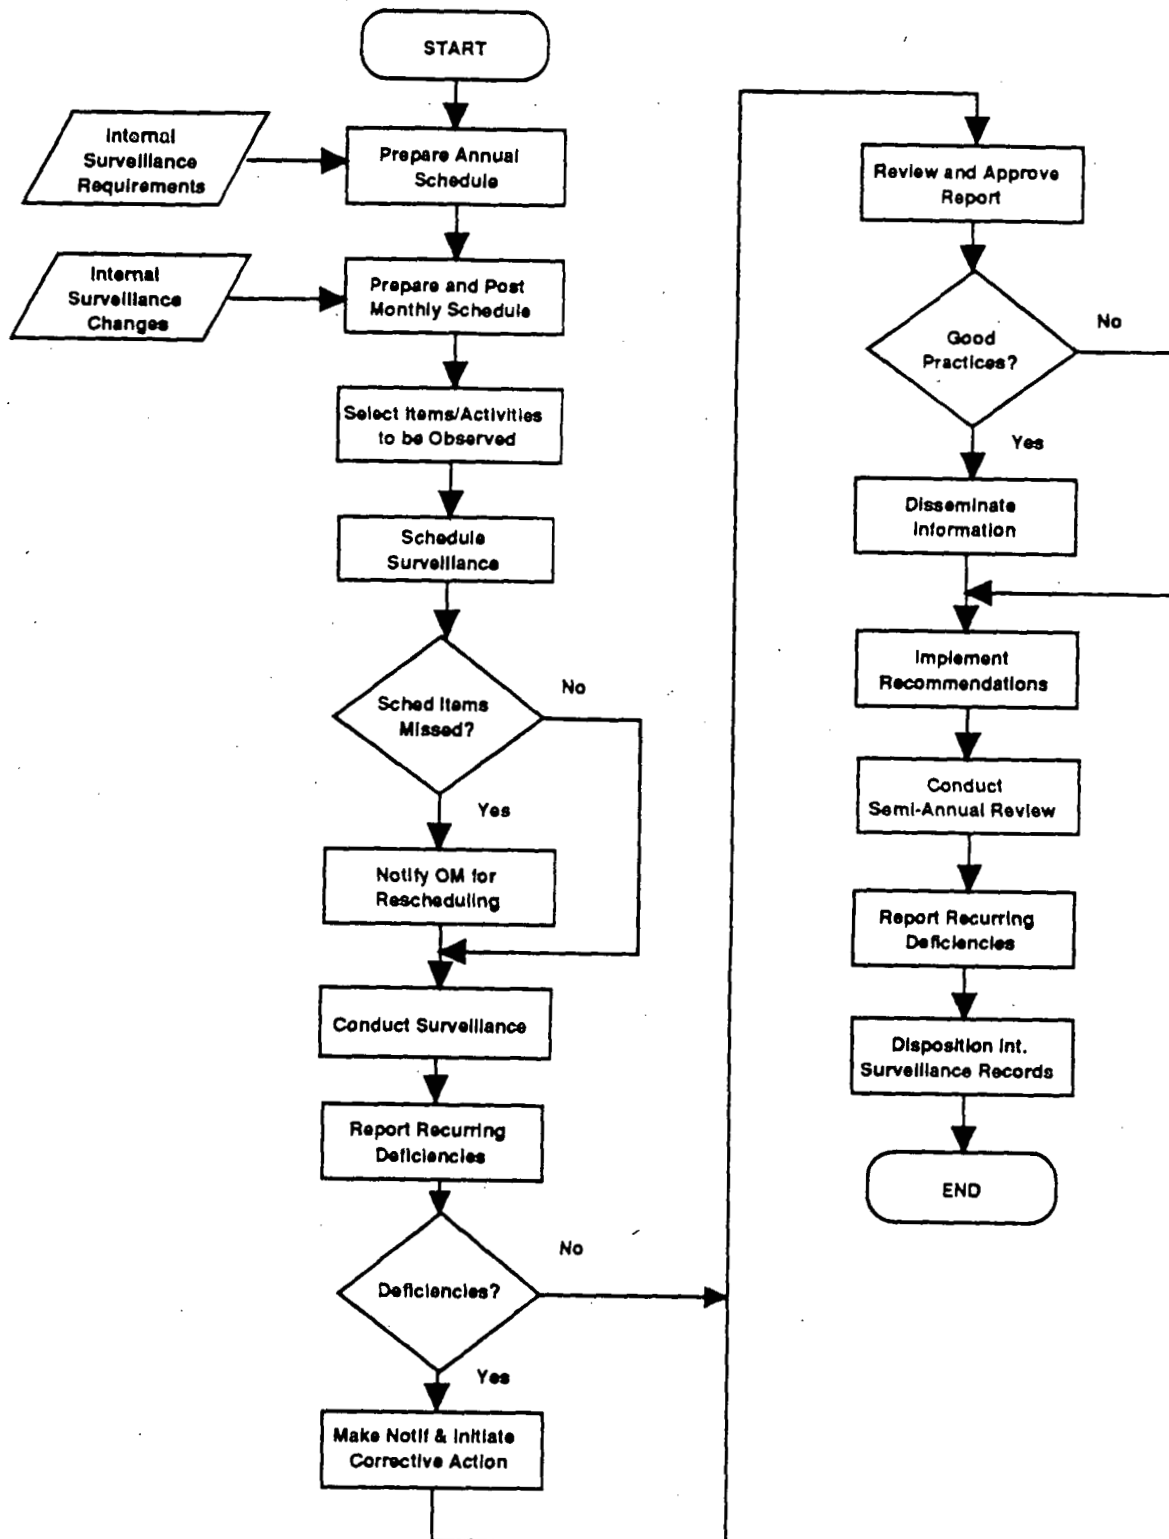 START
Internal
Surveillance
Requirements
Prepare Annual
Schedule
Internal
Surveillance
Changes
Prepare and Post
Monthly Schedule
Select Items/Activities
to be Observed
Schedule
Surveillance
Sched Items
Missed?
No
Yes
Notify OM for
Rescheduling
Conduct Surveillance
Report Recurring
Deficiencies
Deficiencies?
No
Yes
Make Notif & Initiate
Corrective Action
Review and Approve
Report
Good
Practices?
No
Yes
Disseminate
Information
Implement
Recommendations
Conduct
Semi-Annual Review
Report Recurring
Deficiencies
Disposition Int.
Surveillance Records
END